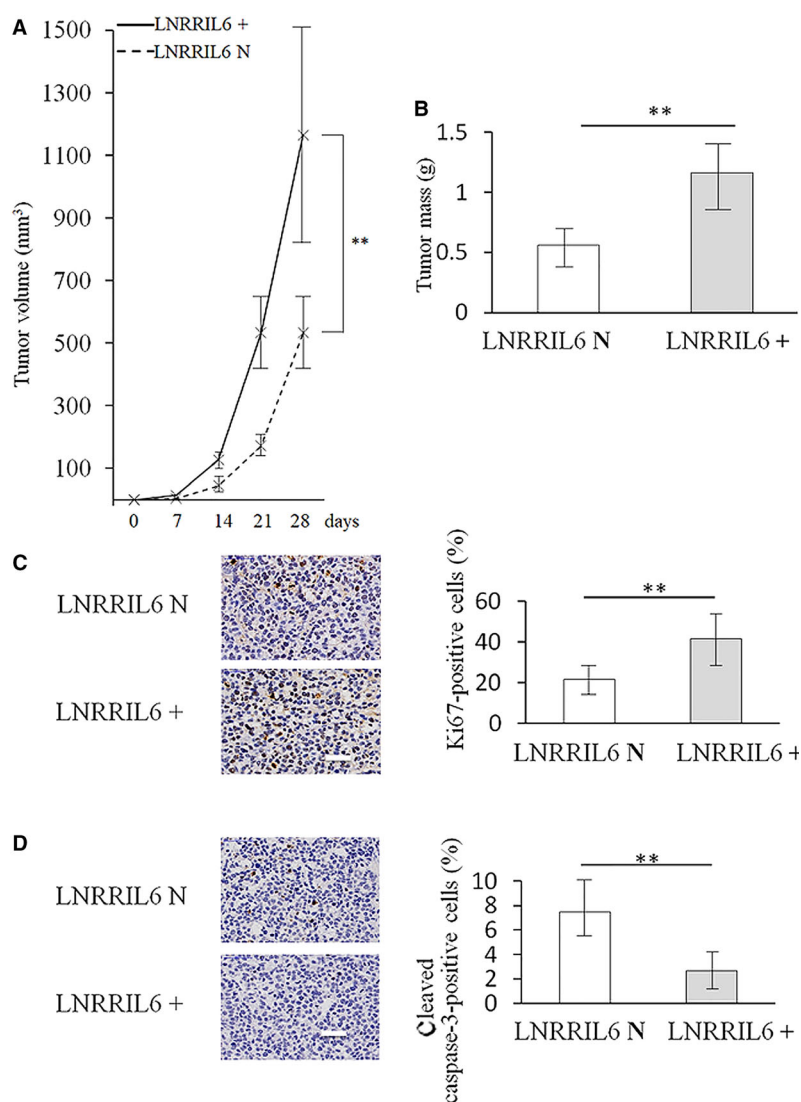 A
LNRRIL6 +
LNRRIL6 N
1500
1300
1100
900
700
500
300
100
Tumor volume (mm³)
**
0 7 14 21 28 days
B
**
1.5
1
0.5
0
Tumor mass (g)
LNRRIL6 N LNRRIL6 +
C
LNRRIL6 N
LNRRIL6 +
Ki67-positive cells (%)
**
60
40
20
0
LNRRIL6 N LNRRIL6 +
D
LNRRIL6 N
LNRRIL6 +
Cleaved
caspase-3-positive cells (%)
**
10
8
6
4
2
0
LNRRIL6 N LNRRIL6 +